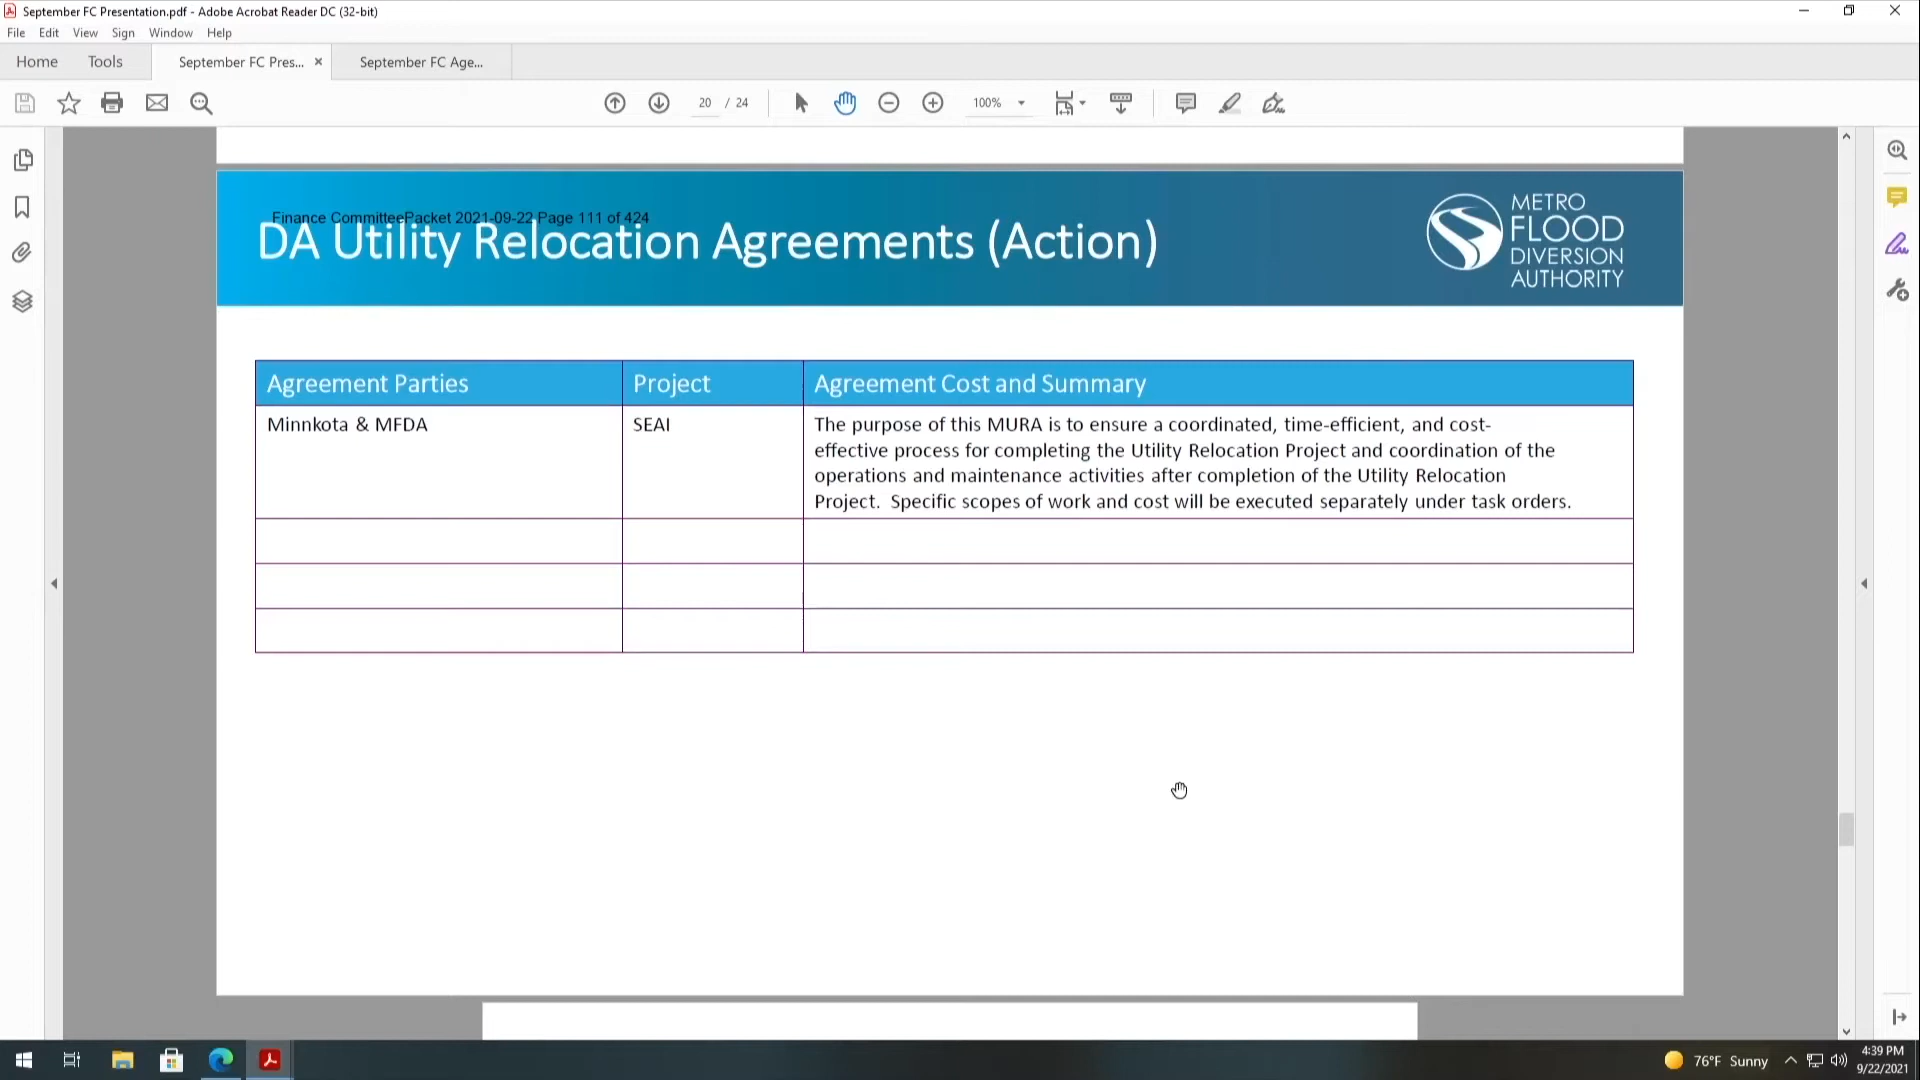 September FC Presentation.pdf - Adobe Acrobat Reader DC (32-bit)
File Edit View Sign Window Help
Home Tools September FC Pres... × September FC Age...
20 / 24 100%
Finance CommitteePacket 2021-09-22 Page 111 of 424
DA Utility Relocation Agreements (Action)
METRO
FLOOD
DIVERSION
AUTHORITY
Agreement Parties Project Agreement Cost and Summary
Minnkota & MFDA SEAI The purpose of this MURA is to ensure a coordinated, time-efficient, and cost-
effective process for completing the Utility Relocation Project and coordination of the
operations and maintenance activities after completion of the Utility Relocation
Project. Specific scopes of work and cost will be executed separately under task orders.
76°F Sunny
4:39 PM
9/22/2021